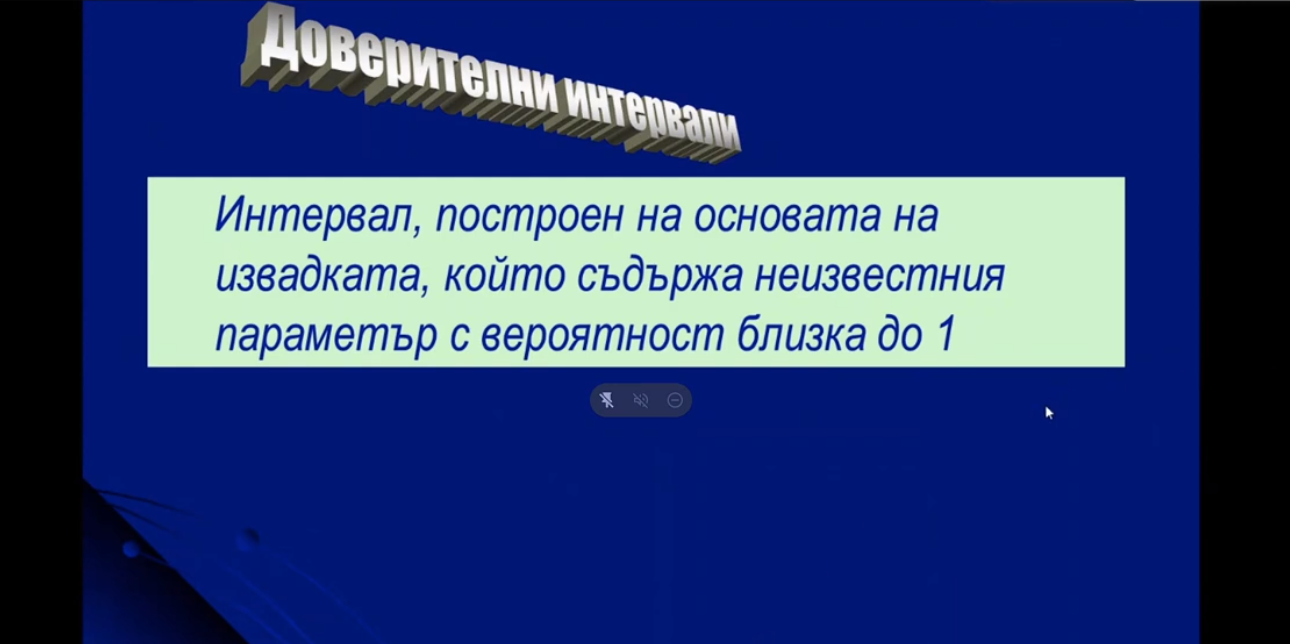 Доверителни интервали
Интервал, построен на основата на
извадката, който съдържа неизвестния
параметър с вероятност близка до 1